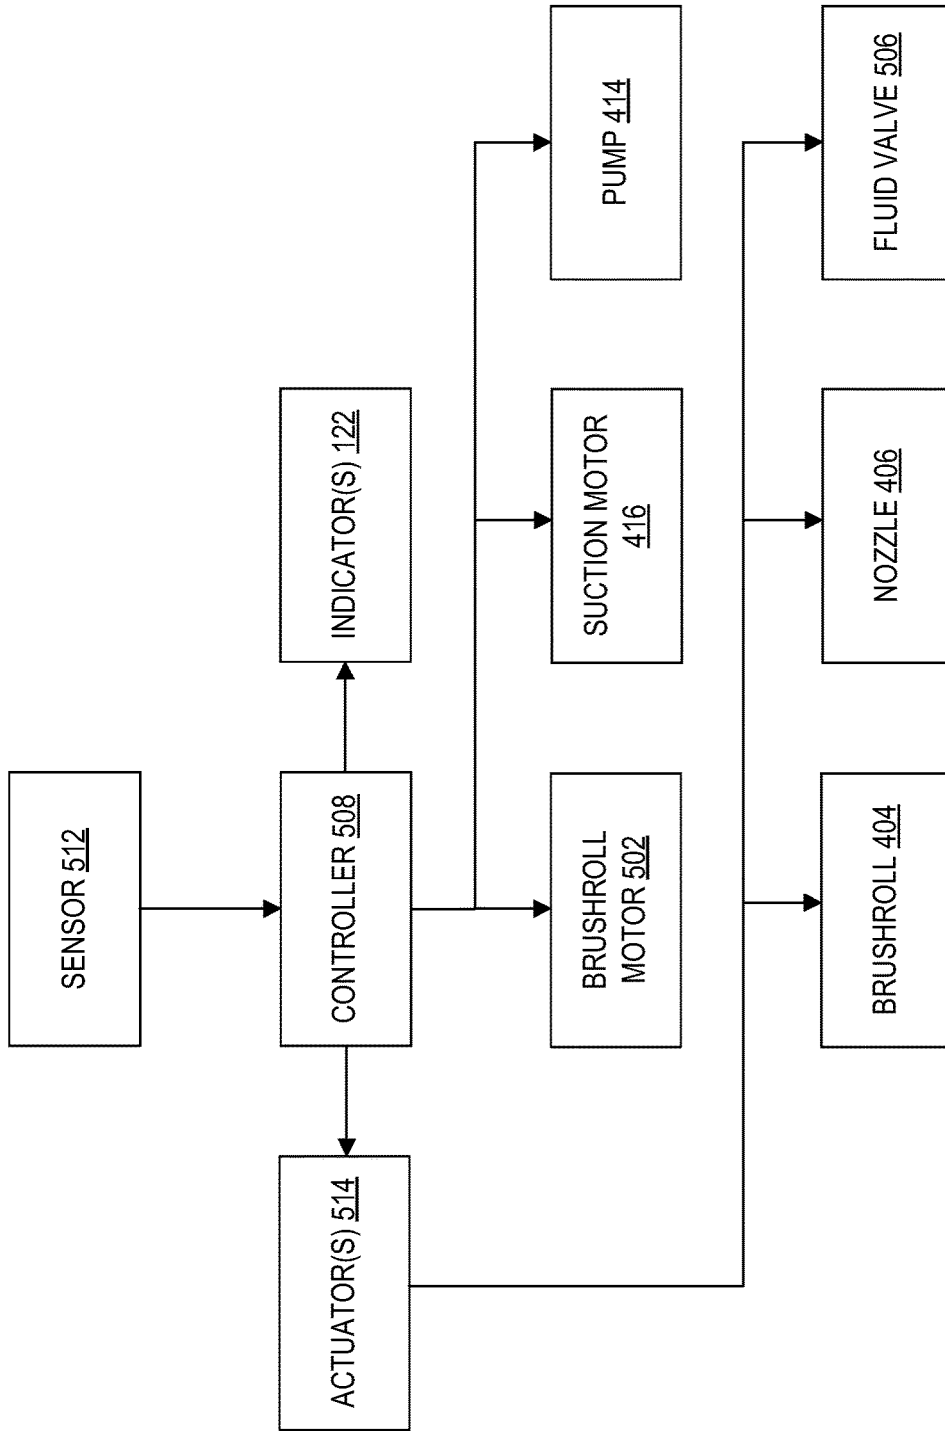 SENSOR 512
ACTUATOR(S) 514
CONTROLLER 508
INDICATOR(S) 122
BRUSHROLL
MOTOR 502
SUCTION MOTOR
416
PUMP 414
BRUSHROLL 404
NOZZLE 406
FLUID VALVE 506